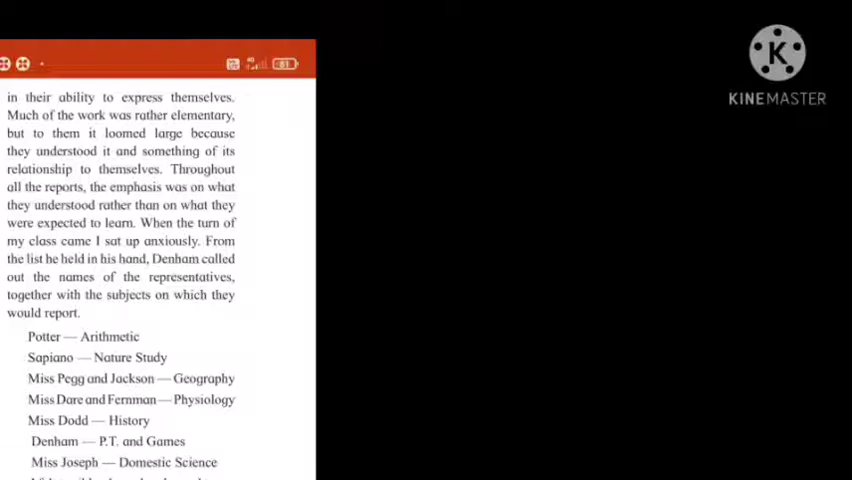 61
K
KINEMASTER
in their ability to express themselves.
Much of the work was rather elementary,
but to them it loomed large because
they understood it and something of its
relationship to themselves. Throughout
all the reports, the emphasis was on what
they understood rather than on what they
were expected to learn. When the turn of
my class came I sat up anxiously. From
the list he held in his hand, Denham called
out the names of the representatives,
together with the subjects on which they
would report.
Potter — Arithmetic
Sapiano — Nature Study
Miss Pegg and Jackson — Geography
Miss Dare and Fernman — Physiology
Miss Dodd — History
Denham — P.T. and Games
Miss Joseph — Domestic Science